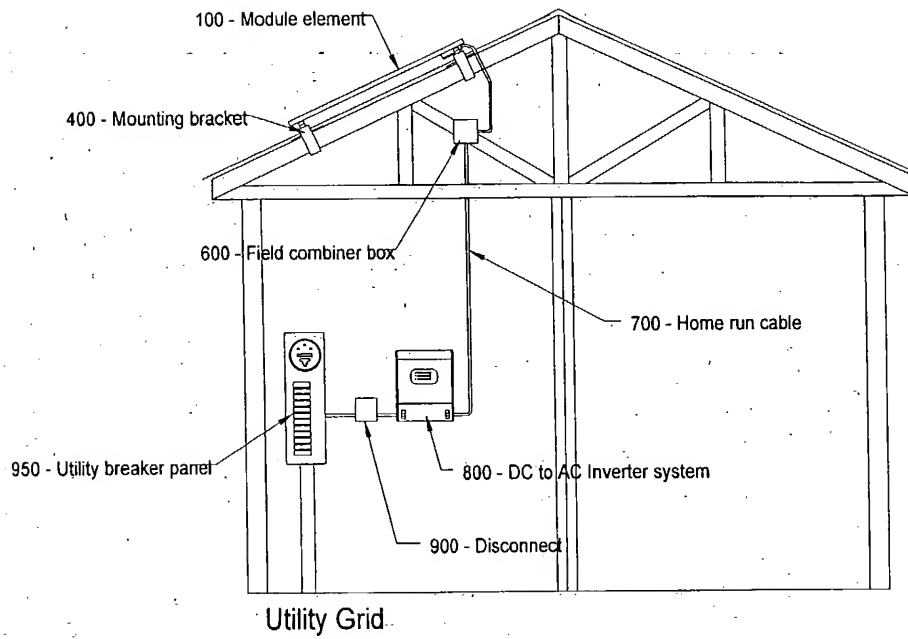 100 - Module element
400 - Mounting bracket
600 - Field combiner box
700 - Home run cable
950 - Utility breaker panel
800 - DC to AC Inverter system
900 - Disconnect
Utility Grid